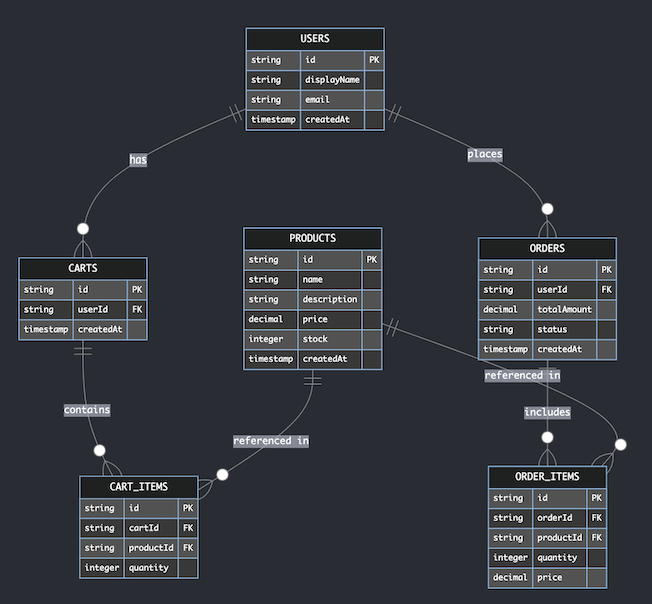 USERS
string id PK
string displayName
string email
timestamp createdAt
has
places
CARTS
string id PK
string userId FK
timestamp createdAt
PRODUCTS
string id PK
string name
string description
decimal price
integer stock
timestamp createdAt
ORDERS
string id PK
string userId FK
decimal totalAmount
string status
timestamp createdAt
referenced in
contains
includes
referenced in
CART_ITEMS
string id PK
string cartId FK
string productId FK
integer quantity
ORDER_ITEMS
string id PK
string orderId FK
string productId FK
integer quantity
decimal price